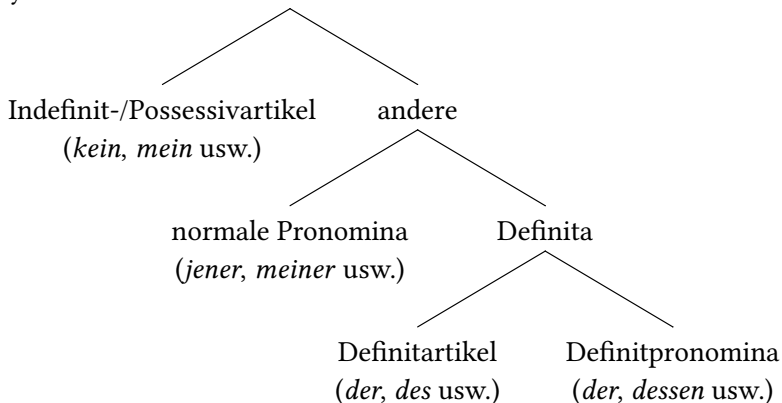 Indefinit-/Possessivartikel andere
(kein, mein usw.)
normale Pronomina Definita
(jener, meiner usw.)
Definitartikel Definitpronomina
(der, des usw.) (der, dessen usw.)